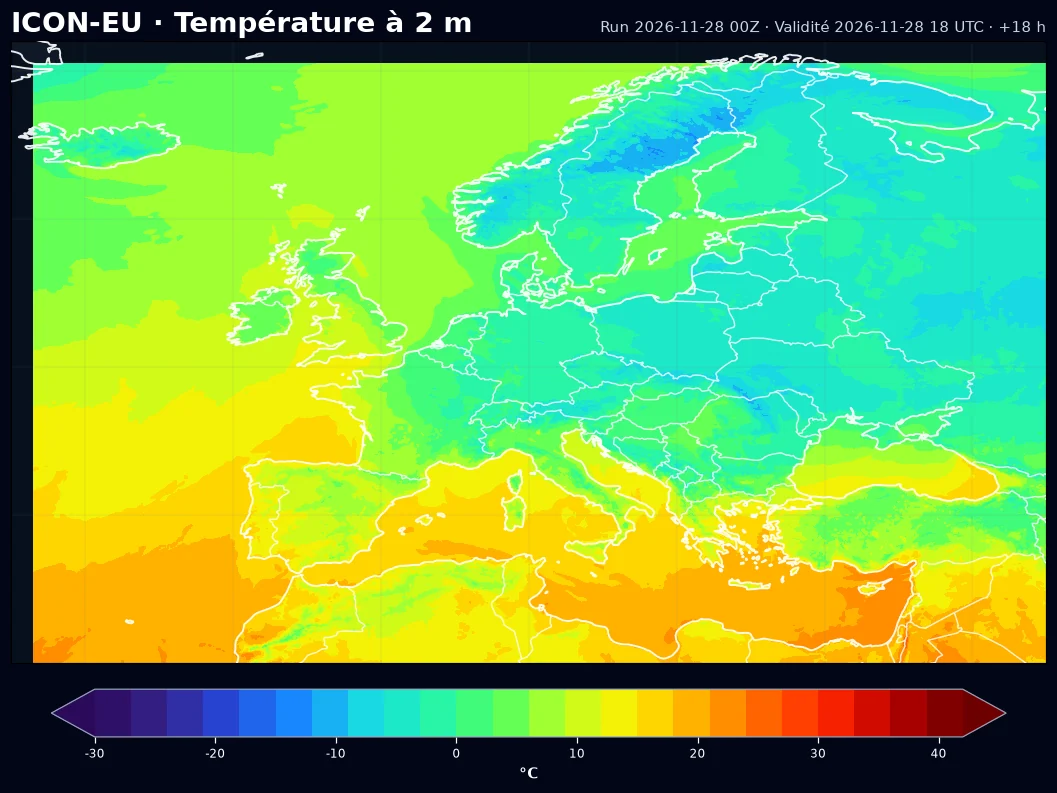 ICON-EU · Température à 2 m
Run 2026-11-28 00Z · Validité 2026-11-28 18 UTC · +18 h
-30 -20 -10 0 10 20 30 40
°C